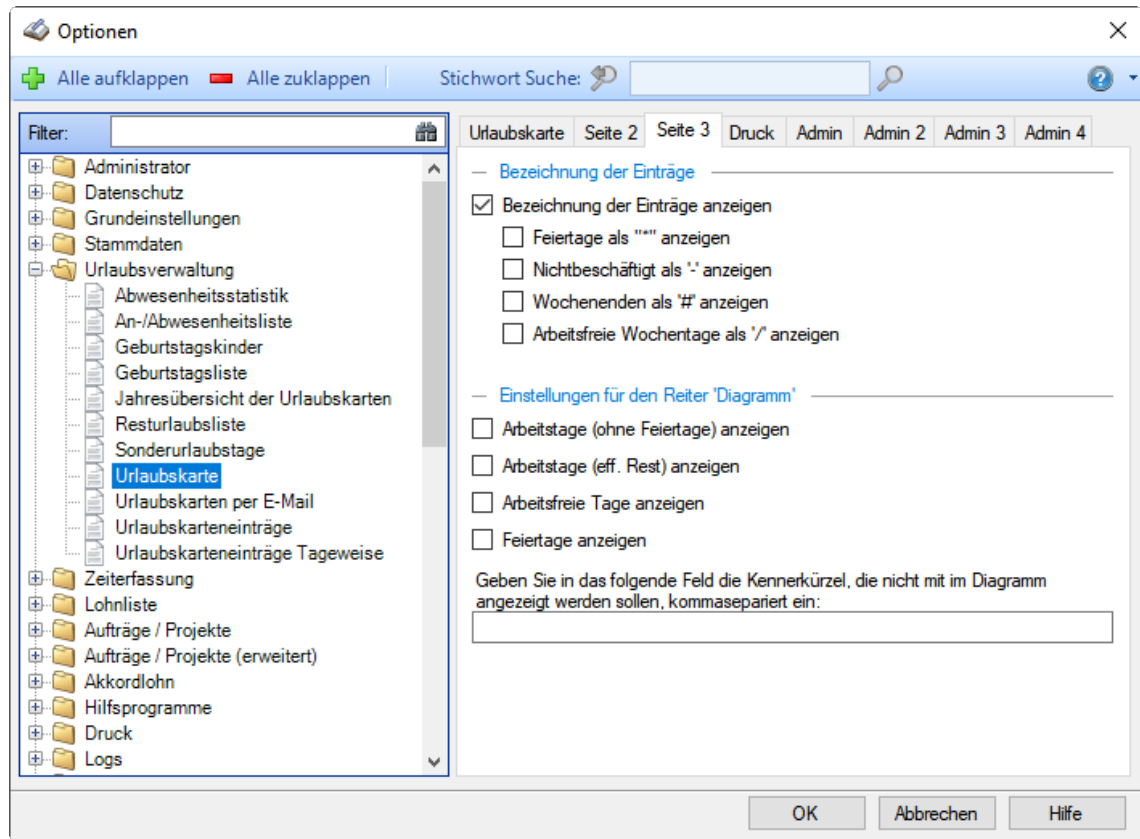 Optionen
Alle aufklappen
Alle zuklappen
Stichwort Suche:
Filter:
Administrator
Datenschutz
Grundeinstellungen
Stammdaten
Urlaubsverwaltung
Abwesenheitsstatistik
An-/Abwesenheitsliste
Geburtstagskinder
Geburtstagsliste
Jahresübersicht der Urlaubskarten
Resturlaubsliste
Sonderurlaubstage
Urlaubskarte
Urlaubskarten per E-Mail
Urlaubskarteneinträge
Urlaubskarteneinträge Tageweise
Zeiterfassung
Lohnliste
Aufträge / Projekte
Aufträge / Projekte (erweitert)
Akkordlohn
Hilfsprogramme
Druck
Logs
Urlaubskarte Seite 2 Seite 3 Druck Admin Admin 2 Admin 3 Admin 4
Bezeichnung der Einträge
Bezeichnung der Einträge anzeigen
Feiertage als "*" anzeigen
Nichtbeschäftigt als '-' anzeigen
Wochenenden als '#' anzeigen
Arbeitsfreie Wochentage als '/' anzeigen
Einstellungen für den Reiter 'Diagramm'
Arbeitstage (ohne Feiertage) anzeigen
Arbeitstage (eff. Rest) anzeigen
Arbeitsfreie Tage anzeigen
Feiertage anzeigen
Geben Sie in das folgende Feld die Kennerkürzel, die nicht mit im Diagramm
angezeigt werden sollen, kommasepariert ein:
OK Abbrechen Hilfe